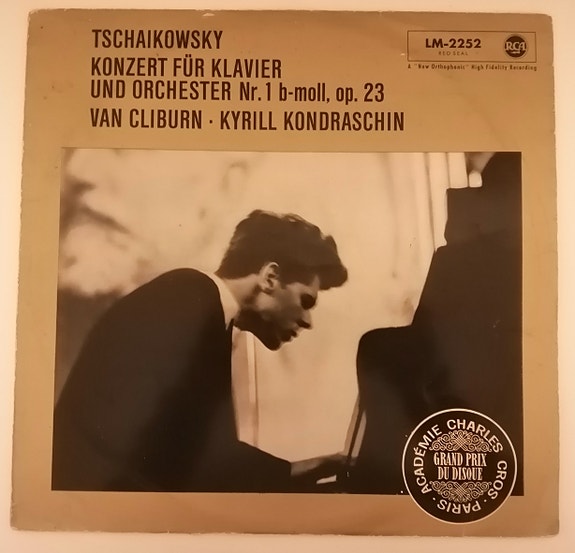 TSCHAIKOWSKY
KONZERT FÜR KLAVIER
UND ORCHESTER Nr. 1 b-moll, op. 23
VAN CLIBURN · KYRILL KONDRASCHIN
LM-2252
RED SEAL
RCA
A "New Orthophonic" High Fidelity Recording
ACADÉMIE CHARLES CROS · PARIS ·
GRAND PRIX
DU DISQUE